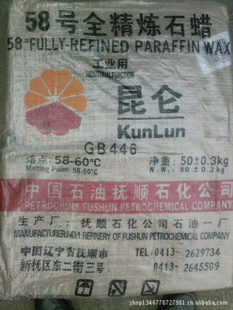 58号全精炼石蜡
58# FULLY-REFINED PARAFFIN WAX
工业用
INDUSTRIAL FUNCTION
昆仑
KunLun
GB446
熔点：58-60℃ 净重：50±0.3kg
Melting Point: 58-60℃ N.W.: 50±0.3kg
中国石油抚顺石化公司
PETROCHINA FUSHUN PETROCHEMICAL COMPANY
生产厂：抚顺石化公司石油一厂
MANUFACTURER:NO.1 REFINERY OF FUSHUN PETROCHEMICAL COMPANY
中国辽宁省抚顺市 TEL:0413-2629734
新抚区东二街三号 0413-2645509
shop1344778727301.cn.alibaba.com